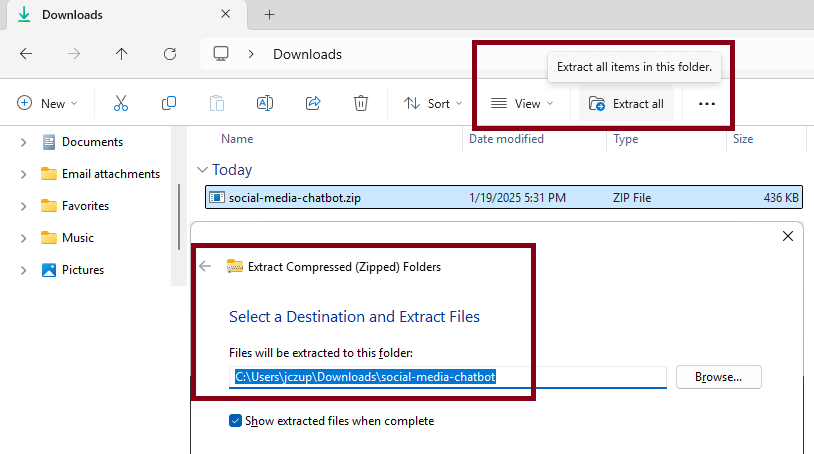 Downloads
Downloads
Extract all items in this folder.
New Sort View Extract all
Name Date modified Type Size
Documents
Email attachments
Favorites
Music
Pictures
Today
social-media-chatbot.zip 1/19/2025 5:31 PM ZIP File 436 KB
Extract Compressed (Zipped) Folders
Select a Destination and Extract Files
Files will be extracted to this folder:
C:\Users\jczup\Downloads\social-media-chatbot
Browse...
Show extracted files when complete